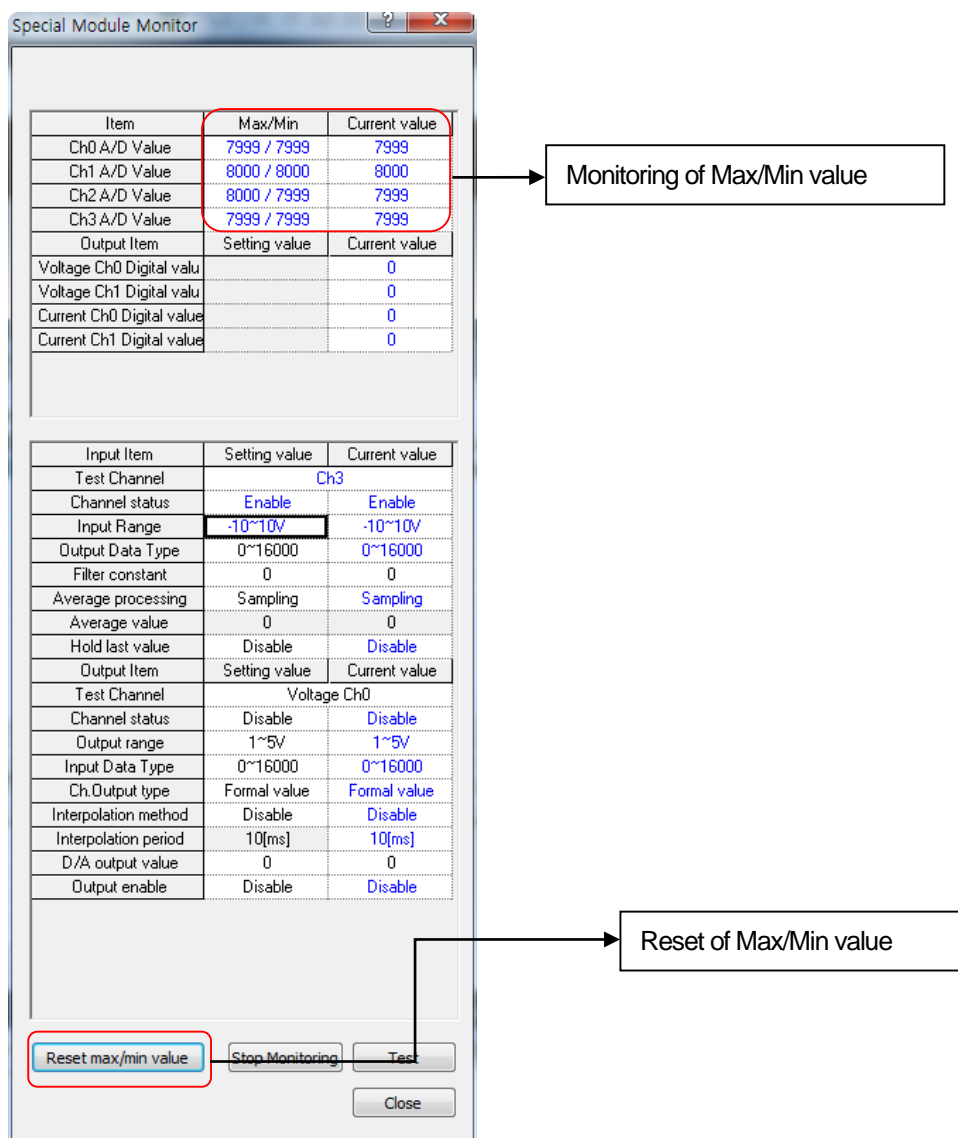 Special Module Monitor
Item Max/Min Current value
Ch0 A/D Value 7999 / 7999 7999
Ch1 A/D Value 8000 / 8000 8000
Ch2 A/D Value 8000 / 7999 7999
Ch3 A/D Value 7999 / 7999 7999
Output Item Setting value Current value
Voltage Ch0 Digital valu 0
Voltage Ch1 Digital valu 0
Current Ch0 Digital value 0
Current Ch1 Digital value 0
Monitoring of Max/Min value
Input Item Setting value Current value
Test Channel Ch3
Channel status Enable Enable
Input Range -10~10V -10~10V
Output Data Type 0~16000 0~16000
Filter constant 0 0
Average processing Sampling Sampling
Average value 0 0
Hold last value Disable Disable
Output Item Setting value Current value
Test Channel Voltage Ch0
Channel status Disable Disable
Output range 1~5V 1~5V
Input Data Type 0~16000 0~16000
Ch.Output type Formal value Formal value
Interpolation method Disable Disable
Interpolation period 10[ms] 10[ms]
D/A output value 0 0
Output enable Disable Disable
Reset of Max/Min value
Reset max/min value Stop Monitoring Test
Close